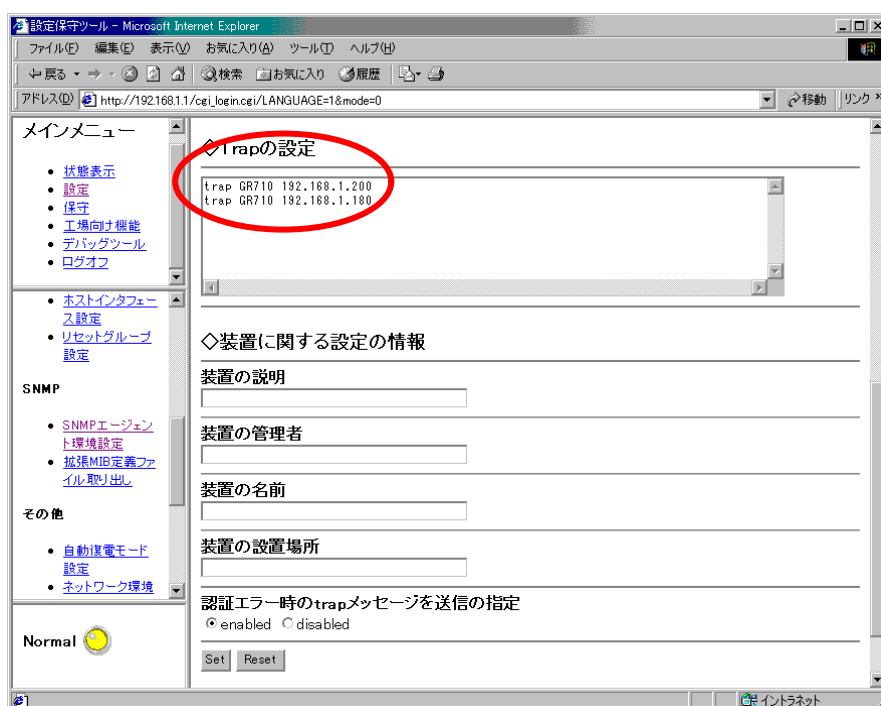 設定保守ツール - Microsoft Internet Explorer
ファイル(F) 編集(E) 表示(V) お気に入り(A) ツール(T) ヘルプ(H)
戻る 検索 お気に入り 履歴
アドレス(D) http://192.168.1.1/cgi_login.cgi/LANGUAGE=1&mode=0 移動 リンク »
メインメニュー
• 状態表示
• 設定
• 保守
• 工場向け機能
• デバッグツール
• ログオフ
• ホストインタフェー
ス設定
• リセットグループ
設定
SNMP
• SNMPエージェン
ト環境設定
• 拡張MIB定義ファ
イル取り出し
その他
• 自動復電モード
設定
• ネットワーク環境
Normal
◇Trapの設定
trap GR710 192.168.1.200
trap GR710 192.168.1.180
◇装置に関する設定の情報
装置の説明
装置の管理者
装置の名前
装置の設置場所
認証エラー時のtrapメッセージを送信の指定
enabled disabled
Set Reset
イントラネット